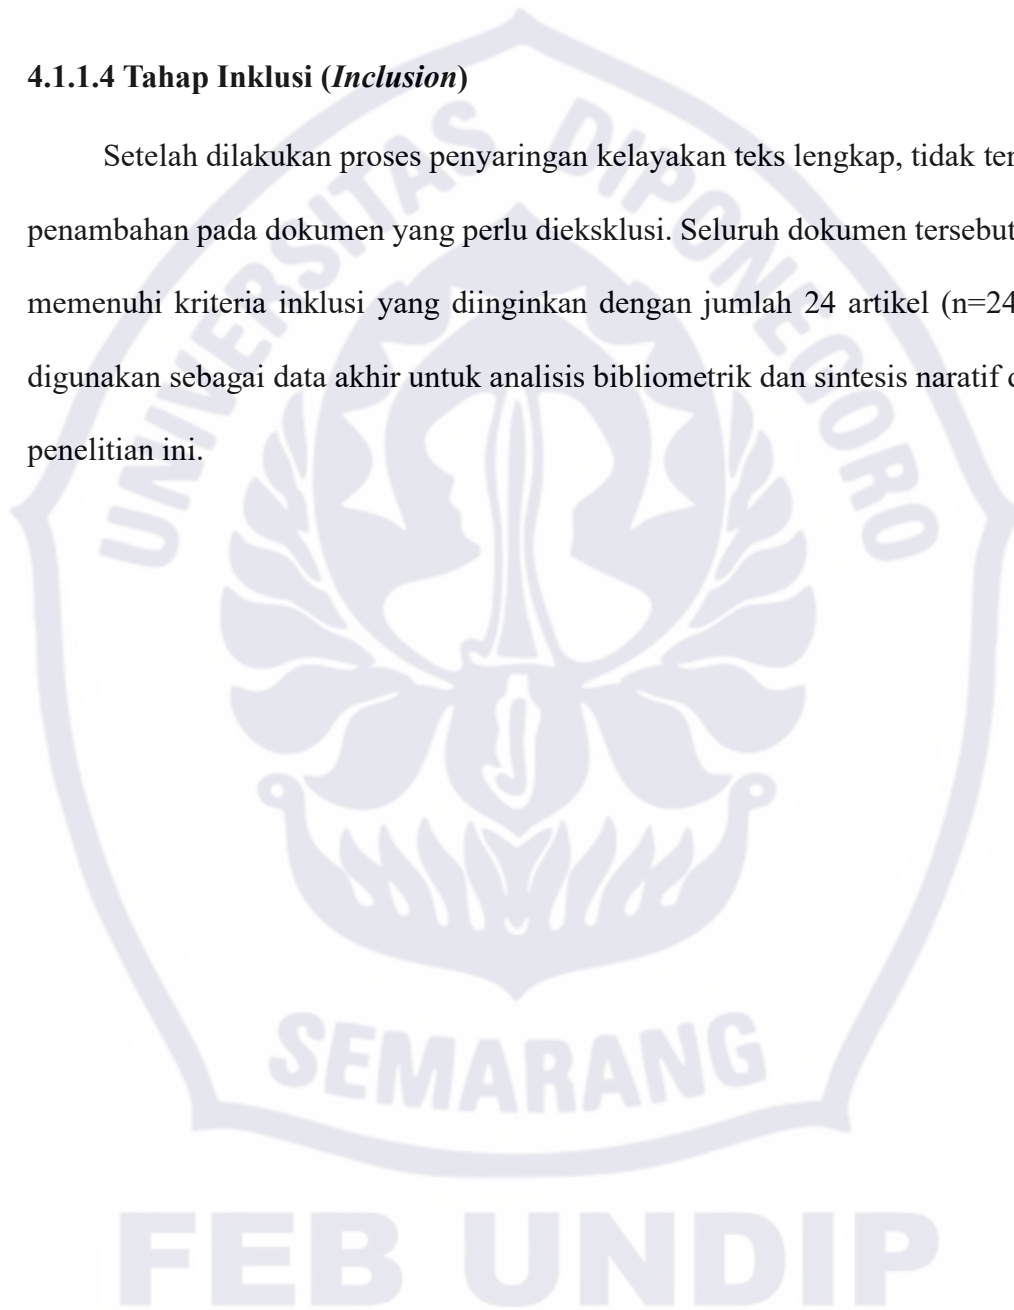 4.1.1.4 Tahap Inklusi (Inclusion)
Setelah dilakukan proses penyaringan kelayakan teks lengkap, tidak
penambahan pada dokumen yang perlu dieksklusi. Seluruh dokumen tersebut
memenuhi kriteria inklusi yang diinginkan dengan jumlah 24 artikel (n=24
digunakan sebagai data akhir untuk analisis bibliometrik dan sintesis naratif
penelitian ini.
UNIVERSITAS DIPONEGORO
SEMARANG
FEB UNDIP